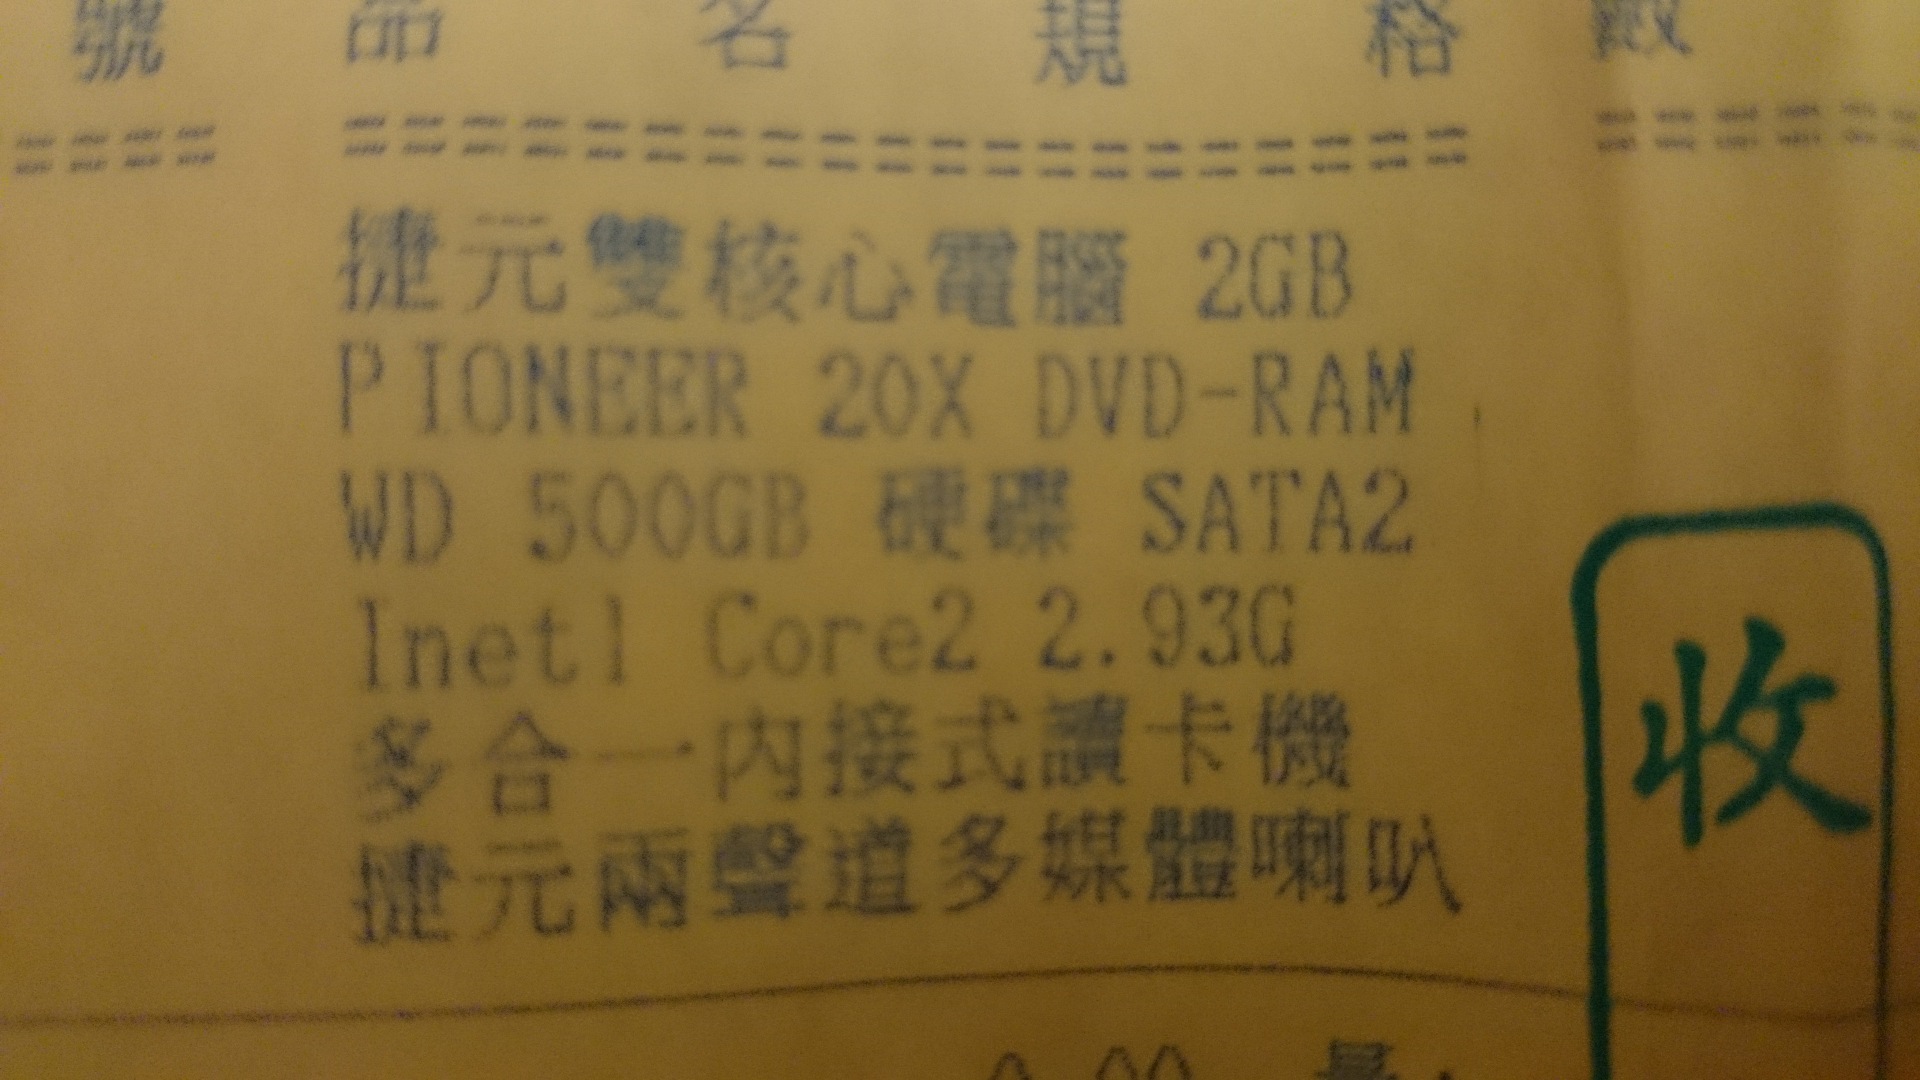 號 品 名 規 格 數
捷元雙核心電腦 2GB
PIONEER 20X DVD-RAM
WD 500GB 硬碟 SATA2
Inetl Core2 2.93G
多合一內接式讀卡機
捷元兩聲道多媒體喇叭
收